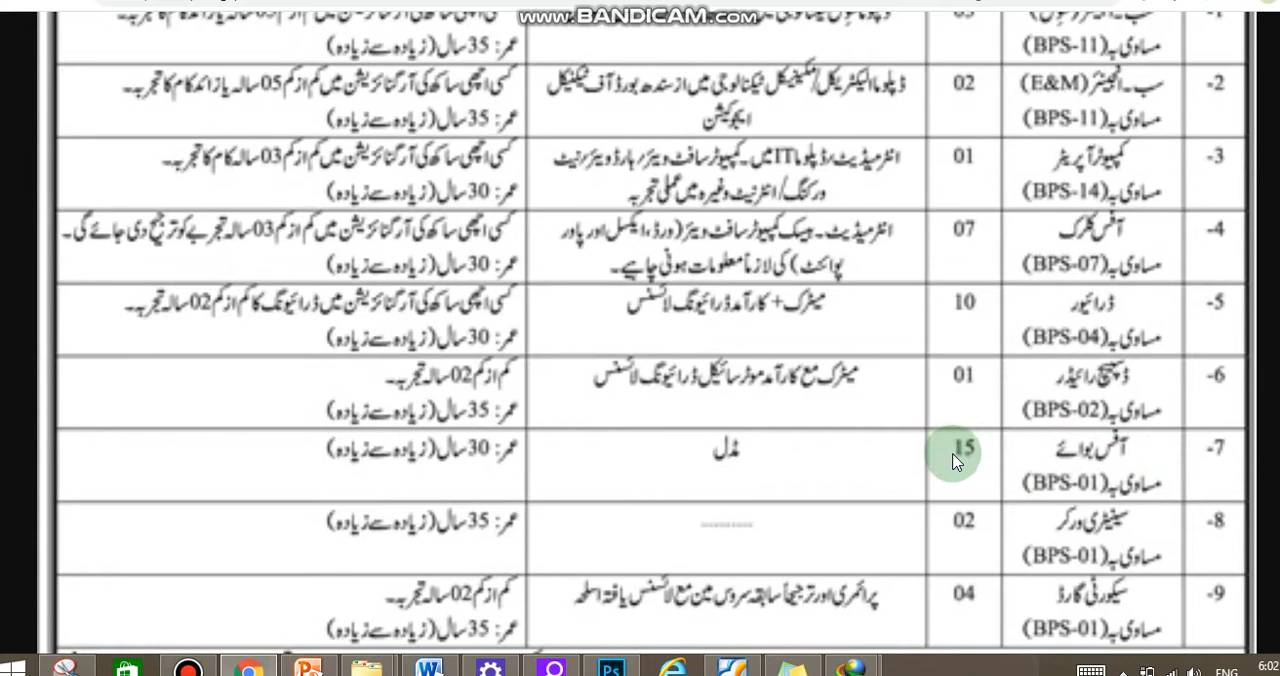 WWW.BANDICAM.COM
-1
03
مساوی بہ (BPS-11)
عمر: 35 سال (زیادہ سے زیادہ)
-2
سب۔انجینئر (E&M)
مساوی بہ (BPS-11)
02
ڈپلوما الیکٹریکل/مکینیکل ٹیکنالوجی میں از سندھ بورڈ آف ٹیکنیکل
ایجوکیشن
کسی اچھی ساکھ کی آرگنائزیشن میں کم از کم 05 سالہ یا زائد کام کا تجربہ۔
عمر: 35 سال (زیادہ سے زیادہ)
-3
کمپیوٹر آپریٹر
مساوی بہ (BPS-14)
01
انٹرمیڈیٹ، ڈپلوما IT میں۔ کمپیوٹر سافٹ ویئر/ہارڈ ویئر/نیٹ
ورکنگ/انٹرنیٹ وغیرہ میں عملی تجربہ
کسی اچھی ساکھ کی آرگنائزیشن میں کم از کم 03 سالہ کام کا تجربہ۔
عمر: 30 سال (زیادہ سے زیادہ)
-4
آفس کلرک
مساوی بہ (BPS-07)
07
انٹرمیڈیٹ۔ بیسک کمپیوٹر سافٹ ویئر (ورڈ، ایکسل اور پاور
پوائنٹ) کی لازماً معلومات ہونی چاہیے۔
کسی اچھی ساکھ کی آرگنائزیشن میں کم از کم 03 سالہ تجربے کو ترجیح دی جائے گی۔
عمر: 30 سال (زیادہ سے زیادہ)
-5
ڈرائیور
مساوی بہ (BPS-04)
10
میٹرک + کارآمد ڈرائیونگ لائسنس
کسی اچھی ساکھ کی آرگنائزیشن میں ڈرائیونگ کا کم از کم 02 سالہ تجربہ۔
عمر: 30 سال (زیادہ سے زیادہ)
-6
ڈسپیچ رائیڈر
مساوی بہ (BPS-02)
01
میٹرک مع کارآمد موٹر سائیکل ڈرائیونگ لائسنس
کم از کم 02 سالہ تجربہ۔
عمر: 35 سال (زیادہ سے زیادہ)
-7
آفس بوائے
مساوی بہ (BPS-01)
15
مڈل
عمر: 30 سال (زیادہ سے زیادہ)
-8
سینیٹری ورکر
مساوی بہ (BPS-01)
02
----------
عمر: 35 سال (زیادہ سے زیادہ)
-9
سیکورٹی گارڈ
مساوی بہ (BPS-01)
04
پرائمری اور ترجیحاً سابقہ سروس مین مع لائسنس یافتہ اسلحہ
کم از کم 02 سالہ تجربہ۔
عمر: 35 سال (زیادہ سے زیادہ)
ENG
6:02